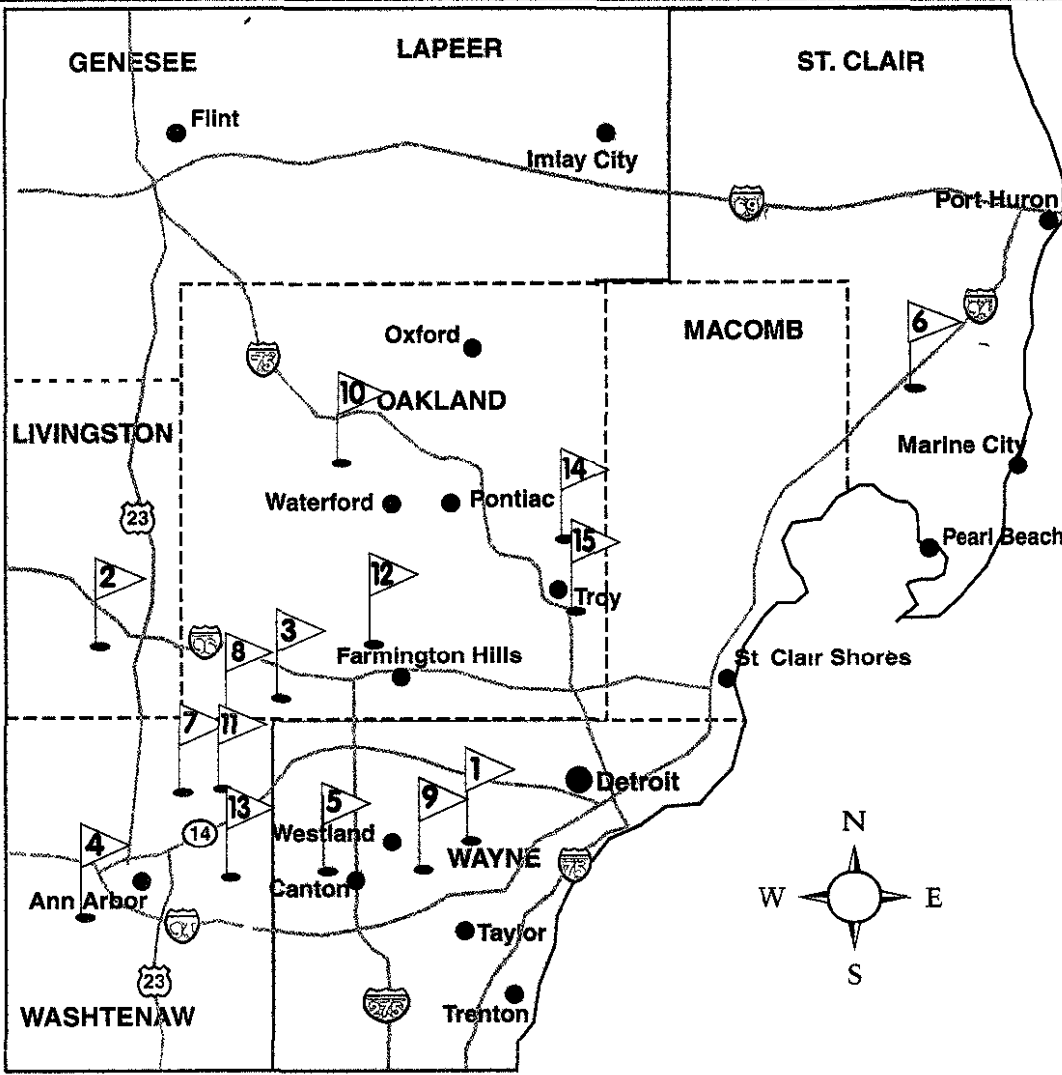 GENESEE
LAPEER
ST. CLAIR
Flint
Imlay City
Port Huron
6
Oxford
MACOMB
75
10
OAKLAND
LIVINGSTON
Marine City
14
Waterford
Pontiac
23
15
Pearl Beach
2
12
Troy
3
8
Farmington Hills
St Clair Shores
7
11
1
Detroit
13
5
9
14
Westland
4
WAYNE
75
N
Ann Arbor
Canton
W
E
Taylor
S
23
275
Trenton
WASHTENAW